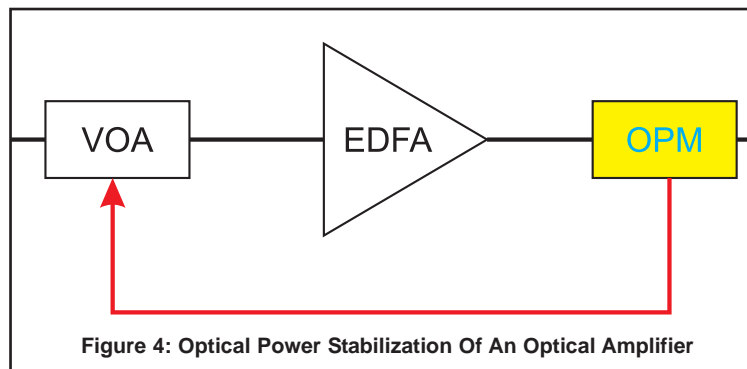 VOA
EDFA
OPM
Figure 4: Optical Power Stabilization Of An Optical Amplifier